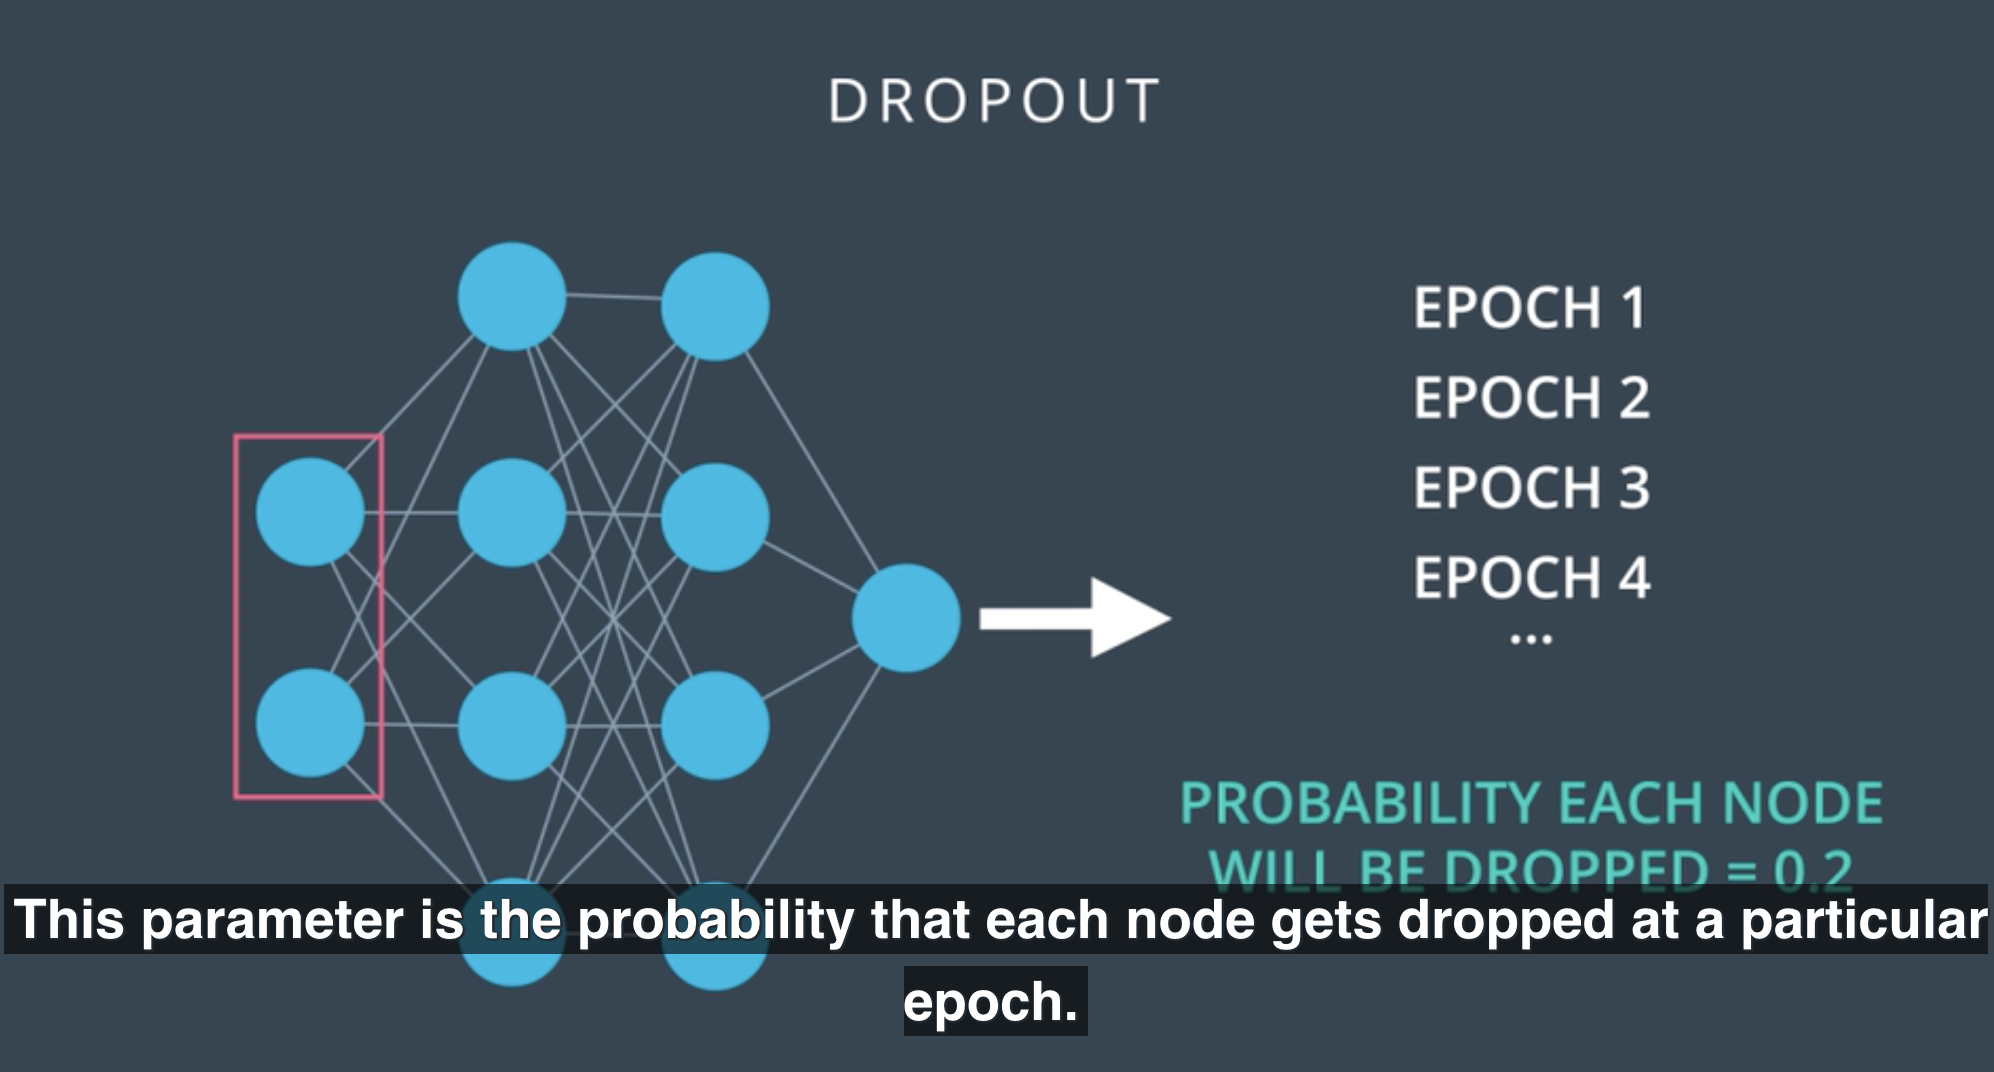 DROPOUT
EPOCH 1
EPOCH 2
EPOCH 3
EPOCH 4
...
PROBABILITY EACH NODE
WILL BE DROPPED = 0.2
This parameter is the probability that each node gets dropped at a particular
epoch.